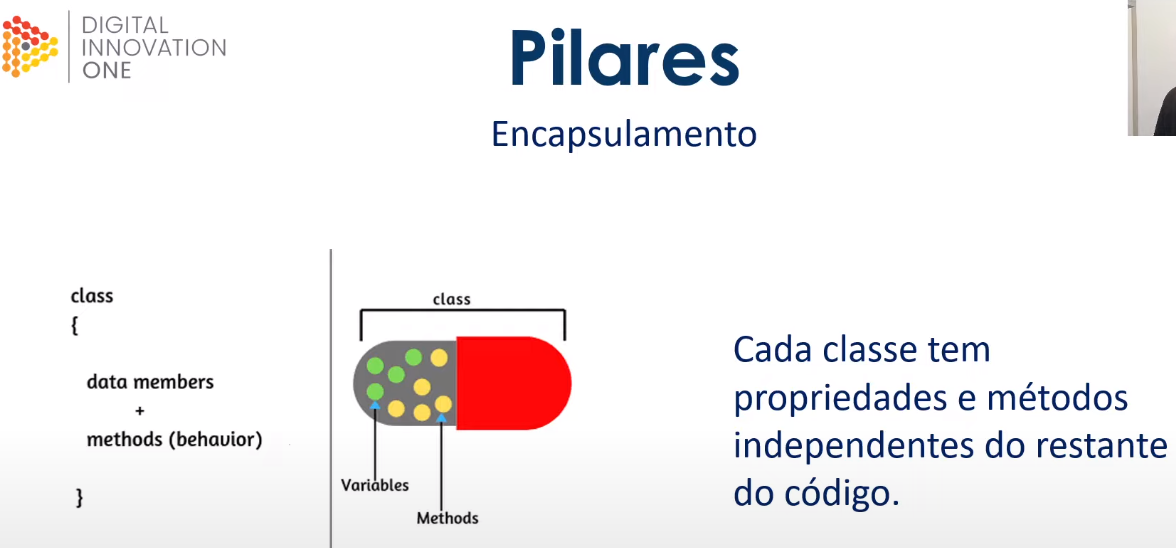 DIGITAL
INNOVATION
ONE
Pilares
Encapsulamento
class
{
data members
+
methods (behavior)
}
class
Variables
Methods
Cada classe tem
propriedades e métodos
independentes do restante
do código.